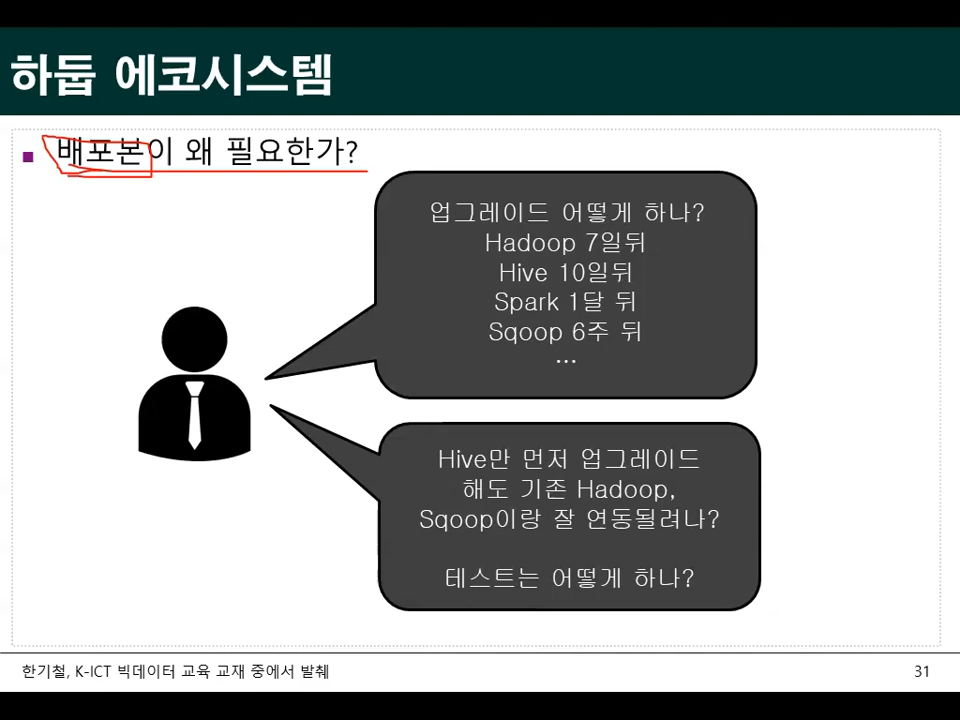 하둡 에코시스템
배포본이 왜 필요한가?
업그레이드 어떻게 하나?
Hadoop 7일뒤
Hive 10일뒤
Spark 1달 뒤
Sqoop 6주 뒤
...
Hive만 먼저 업그레이드
해도 기존 Hadoop,
Sqoop이랑 잘 연동될려나?
테스트는 어떻게 하나?
한기철, K-ICT 빅데이터 교육 교재 중에서 발췌
31